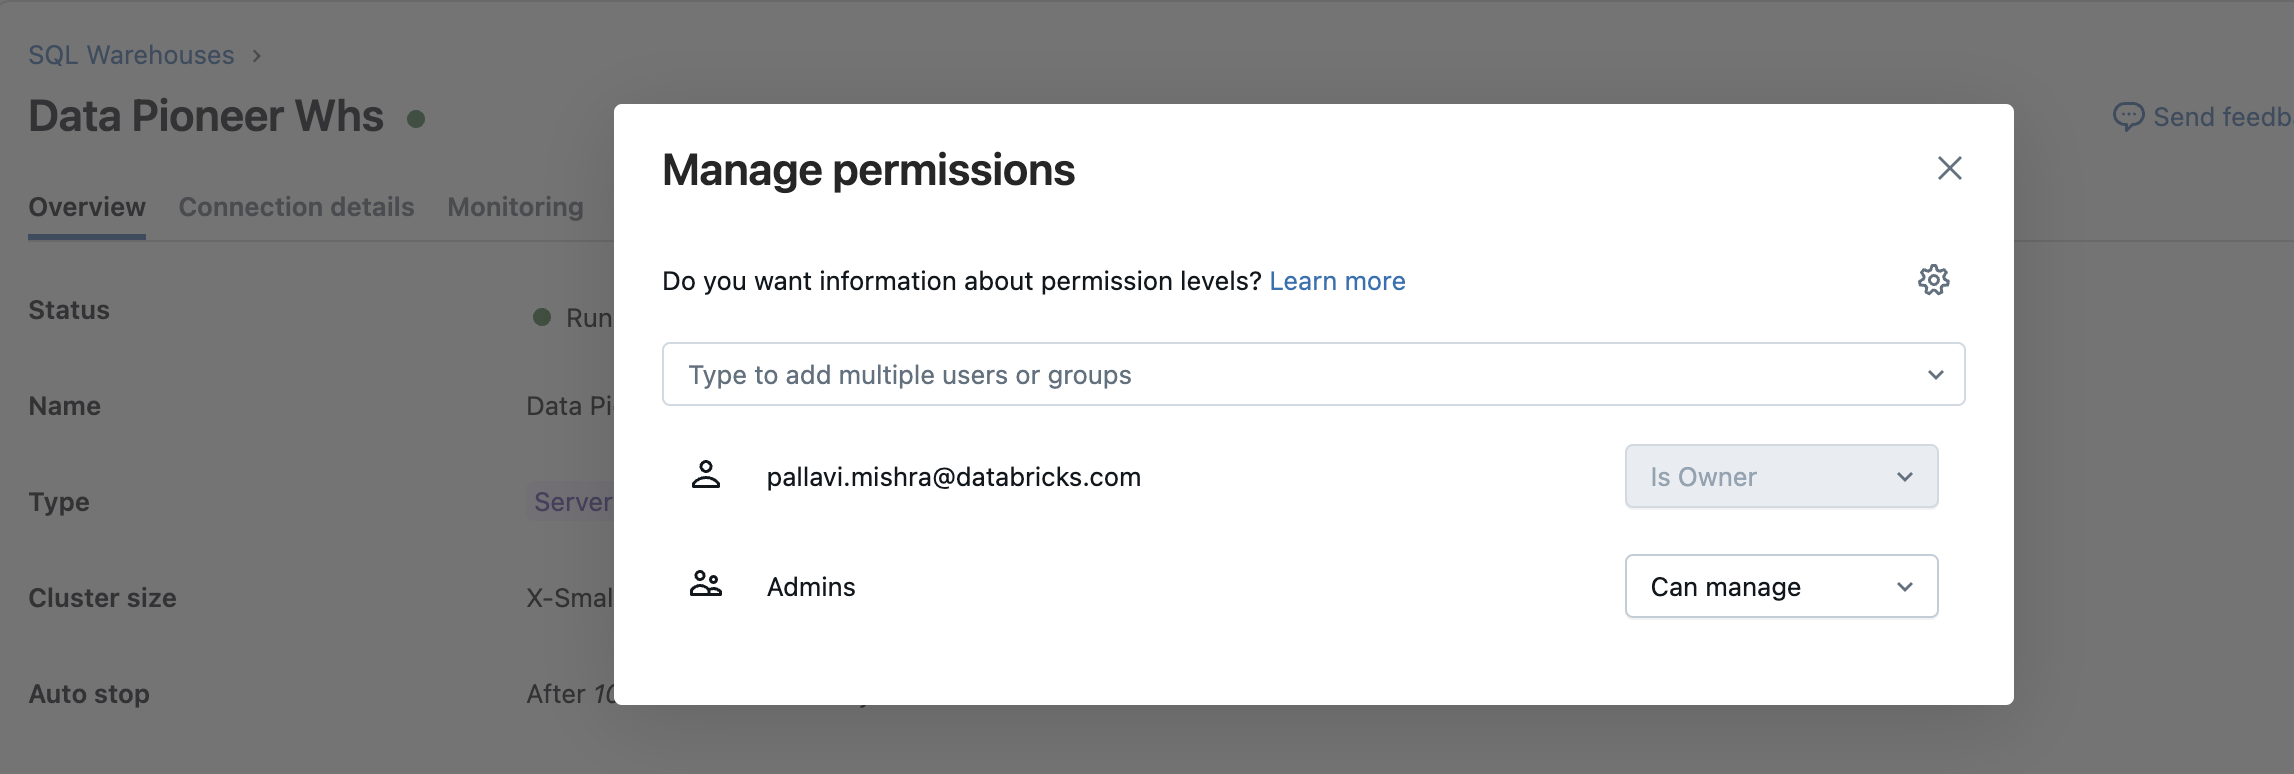 SQL Warehouses
Data Pioneer Whs
Send feedb
Overview Connection details Monitoring
Manage permissions
Do you want information about permission levels? Learn more
Type to add multiple users or groups
pallavi.mishra@databricks.com Is Owner
Admins Can manage
Status Run
Name Data Pi
Type Server
Cluster size X-Smal
Auto stop After 10